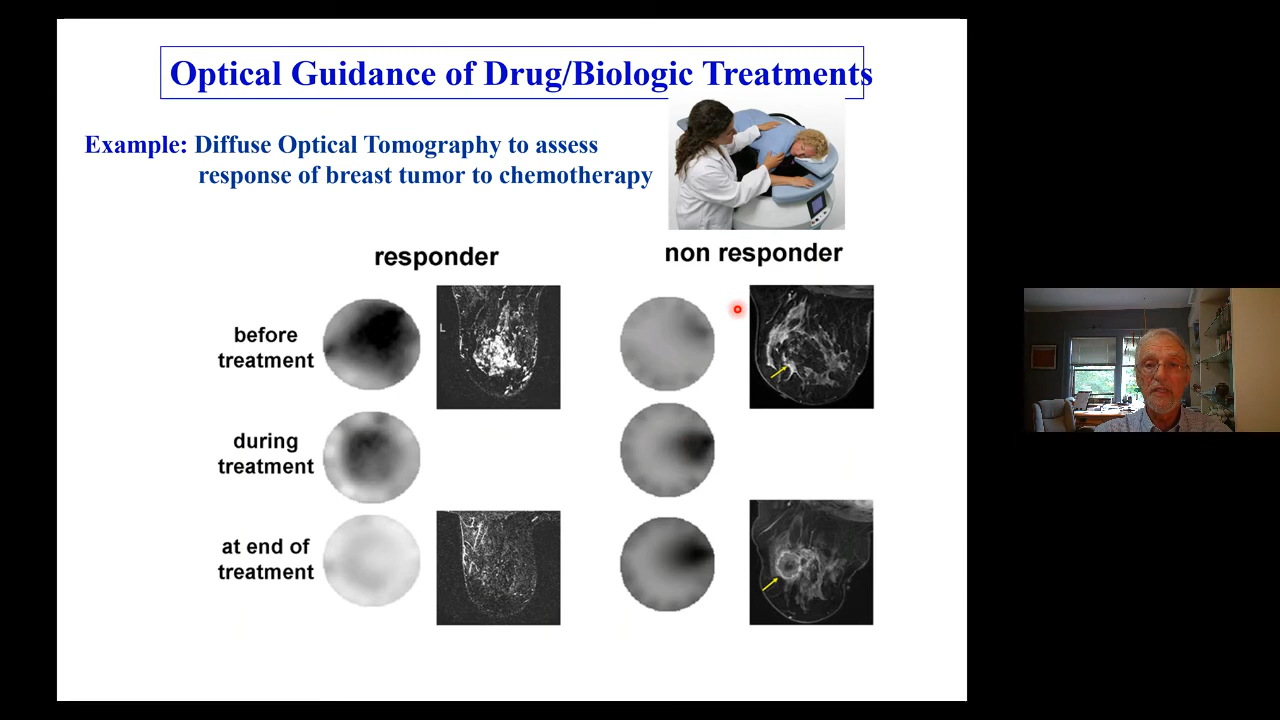 Optical Guidance of Drug/Biologic Treatments
Example: Diffuse Optical Tomography to assess
response of breast tumor to chemotherapy
responder
non responder
before
treatment
L
during
treatment
at end of
treatment